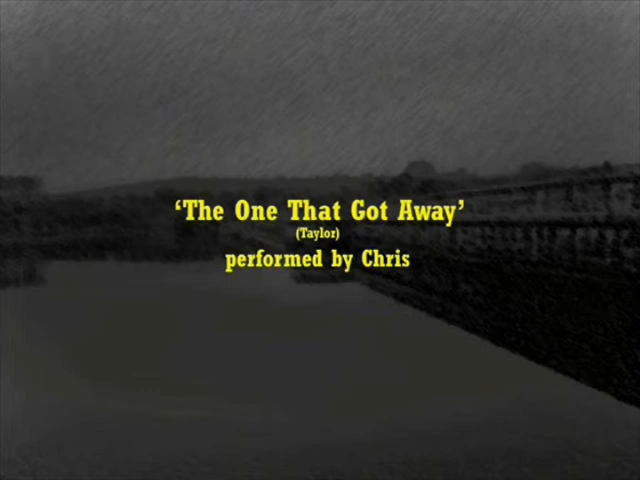 ‘The One That Got Away’
(Taylor)
performed by Chris